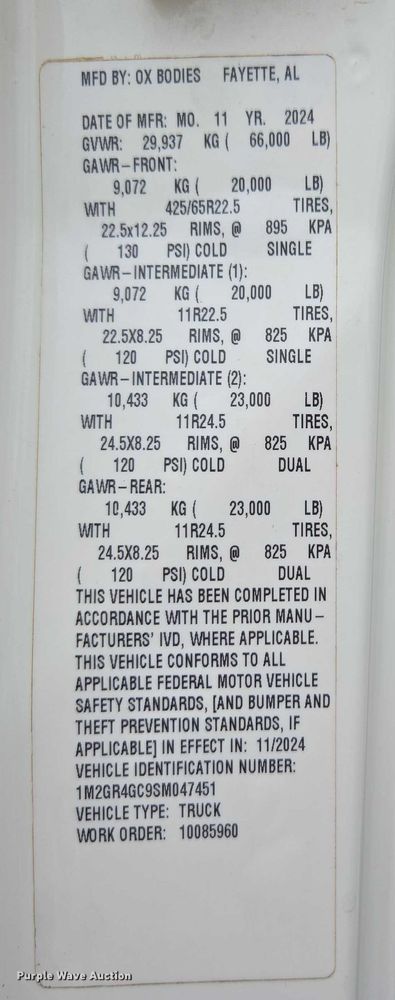 MFD BY: OX BODIES FAYETTE, AL
DATE OF MFR: MO. 11 YR. 2024
GVWR: 29,937 KG ( 66,000 LB)
GAWR-FRONT:
9,072 KG ( 20,000 LB)
WITH 425/65R22.5 TIRES,
22.5x12.25 RIMS, @ 895 KPA
( 130 PSI) COLD SINGLE
GAWR-INTERMEDIATE (1):
9,072 KG ( 20,000 LB)
WITH 11R22.5 TIRES,
22.5X8.25 RIMS, @ 825 KPA
( 120 PSI) COLD SINGLE
GAWR-INTERMEDIATE (2):
10,433 KG ( 23,000 LB)
WITH 11R24.5 TIRES,
24.5X8.25 RIMS, @ 825 KPA
( 120 PSI) COLD DUAL
GAWR-REAR:
10,433 KG ( 23,000 LB)
WITH 11R24.5 TIRES,
24.5X8.25 RIMS, @ 825 KPA
( 120 PSI) COLD DUAL
THIS VEHICLE HAS BEEN COMPLETED IN
ACCORDANCE WITH THE PRIOR MANU-
FACTURERS' IVD, WHERE APPLICABLE.
THIS VEHICLE CONFORMS TO ALL
APPLICABLE FEDERAL MOTOR VEHICLE
SAFETY STANDARDS, [AND BUMPER AND
THEFT PREVENTION STANDARDS, IF
APPLICABLE] IN EFFECT IN: 11/2024
VEHICLE IDENTIFICATION NUMBER:
1M2GR4GC9SM047451
VEHICLE TYPE: TRUCK
WORK ORDER: 10085960
Purple Wave Auction